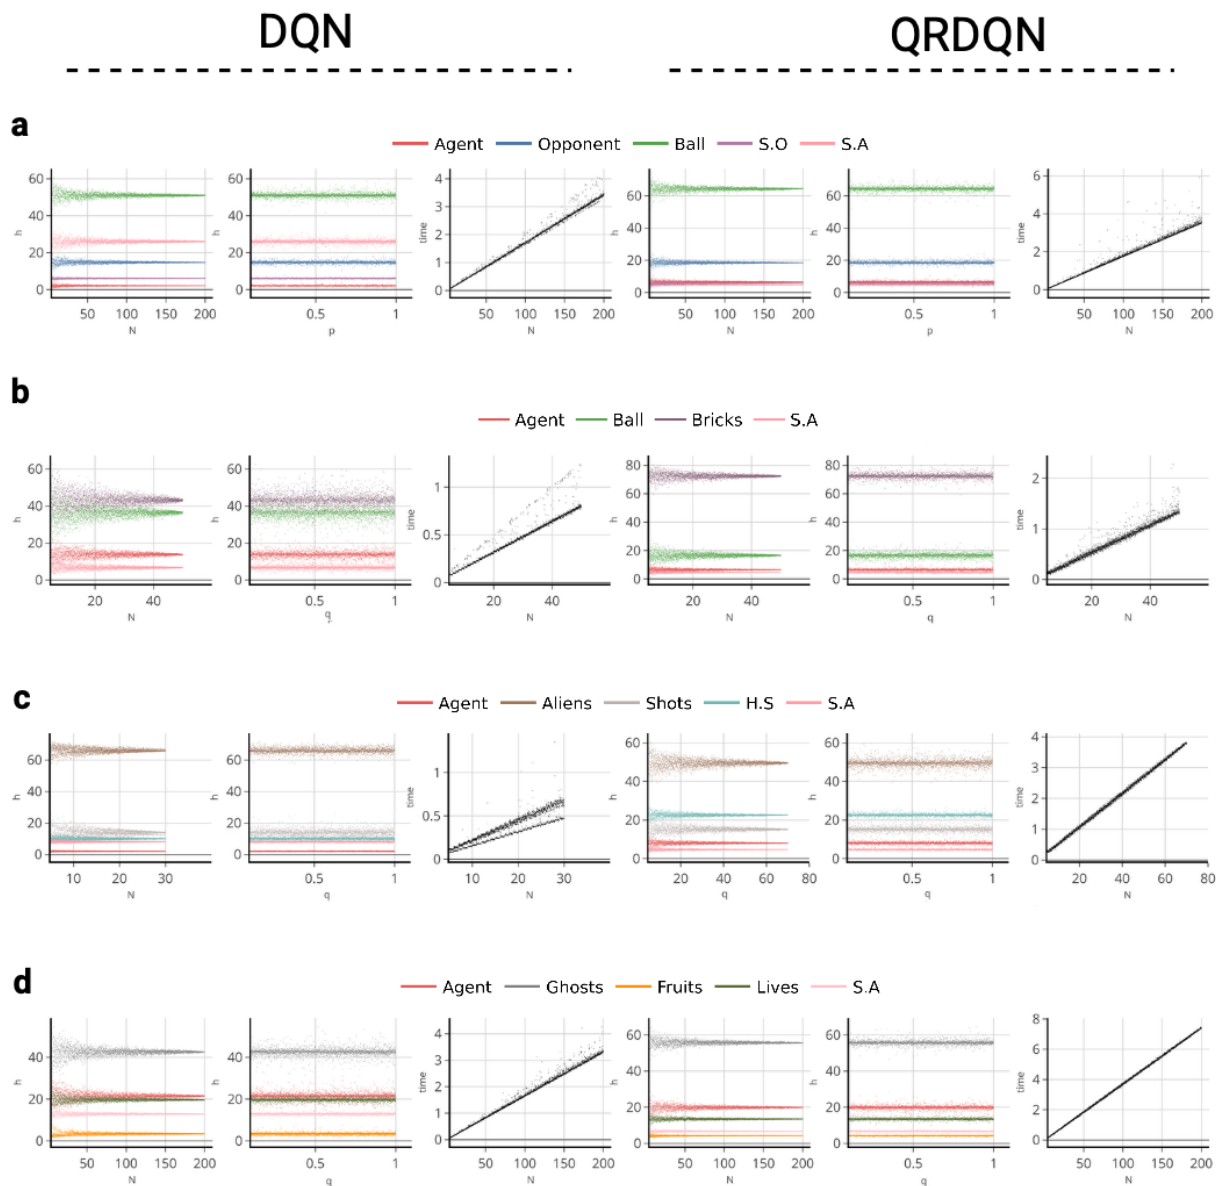 DQN
QRDQN
a
Agent Opponent Ball S.O S.A
60 60 4 6
40 40 3 60
20 20 2 40 40 4
0 0 1 20 20 2
0 0 0 0
h h time h h time
50 100 150 200 0.5 1 50 100 150 200 50 100 150 200 0.5 1 50 100 150 200
N p N N p N
b
Agent Ball Bricks S.A
60 60 1 80 80 2
40 40 0.5 60 60 1
20 20 0 40 40 0
0 0 20 20
0 0
h h time h h time
20 40 0.5 1 20 40 20 40 0.5 1 20 40
N q N N q N
c
Agent Aliens Shots H.S S.A
60 60 1 60 60 4
40 40 0.5 40 40 3
20 20 0 20 20 2
0 0 0 0 1
0
h h time h h time
10 20 30 0.5 1 10 20 30 20 40 60 80 0.5 1 20 40 60 80
N q N q q N
d
Agent Ghosts Fruits Lives S.A
40 40 4 60 60 8
20 20 3 40 40 6
0 0 2 20 20 4
1 0 0 2
0 0
h h time h h time
50 100 150 200 0.5 1 50 100 150 200 50 100 150 200 0.5 1 50 100 150 200
N q N N q N